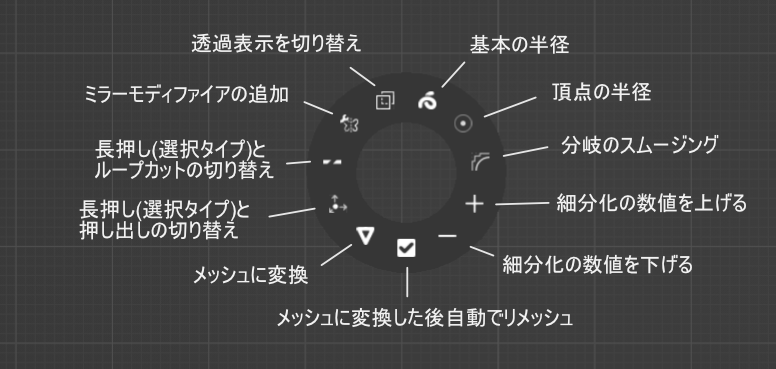 透過表示を切り替え
基本の半径
ミラーモディファイアの追加
頂点の半径
長押し(選択タイプ)と
ループカットの切り替え
分岐のスムージング
長押し(選択タイプ)と
押し出しの切り替え
細分化の数値を上げる
メッシュに変換
細分化の数値を下げる
メッシュに変換した後自動でリメッシュ